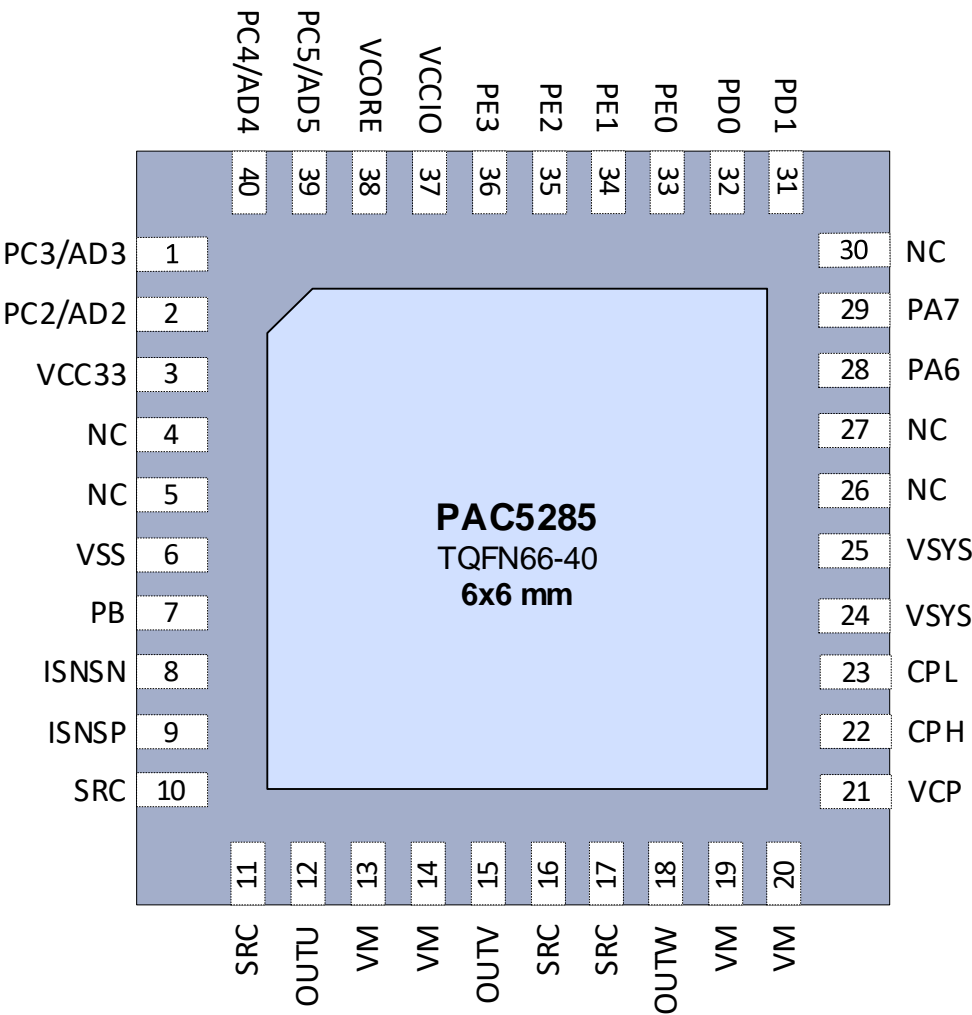 PC4/AD4
PC5/AD5
VCORE
VCCIO
PE3
PE2
PE1
PE0
PD0
PD1
40
39
38
37
36
35
34
33
32
31
PC3/AD3 1
30 NC
PC2/AD2 2
29 PA7
VCC33 3
28 PA6
NC 4
27 NC
NC 5
26 NC
VSS 6
25 VSYS
PB 7
24 VSYS
ISNSN 8
23 CPL
ISNSP 9
22 CPH
SRC 10
21 VCP
PAC5285
TQFN66-40
6x6 mm
11
12
13
14
15
16
17
18
19
20
SRC
OUTU
VM
VM
OUTV
SRC
SRC
OUTW
VM
VM